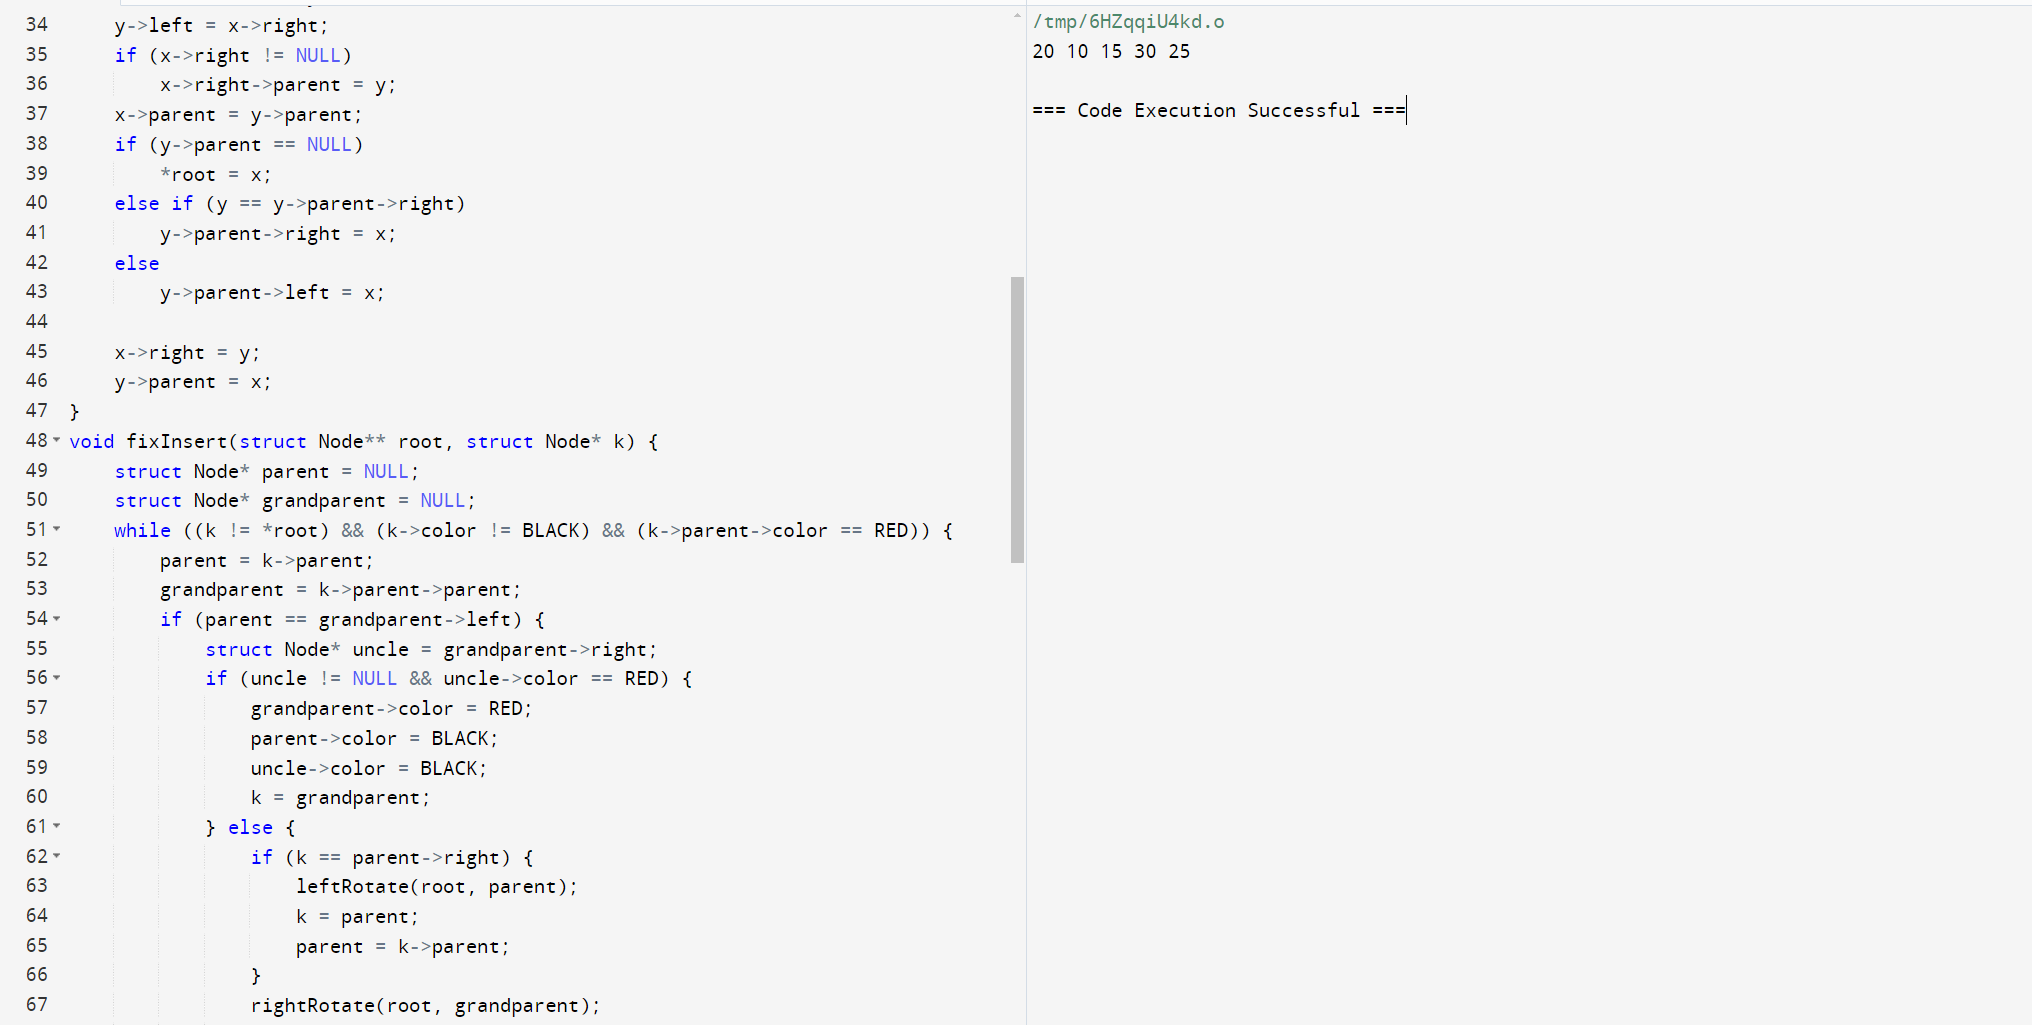 34 y->left = x->right;
35 if (x->right != NULL)
36 x->right->parent = y;
37 x->parent = y->parent;
38 if (y->parent == NULL)
39 *root = x;
40 else if (y == y->parent->right)
41 y->parent->right = x;
42 else
43 y->parent->left = x;
44
45 x->right = y;
46 y->parent = x;
47 }
48 void fixInsert(struct Node** root, struct Node* k) {
49 struct Node* parent = NULL;
50 struct Node* grandparent = NULL;
51 while ((k != *root) && (k->color != BLACK) && (k->parent->color == RED)) {
52 parent = k->parent;
53 grandparent = k->parent->parent;
54 if (parent == grandparent->left) {
55 struct Node* uncle = grandparent->right;
56 if (uncle != NULL && uncle->color == RED) {
57 grandparent->color = RED;
58 parent->color = BLACK;
59 uncle->color = BLACK;
60 k = grandparent;
61 } else {
62 if (k == parent->right) {
63 leftRotate(root, parent);
64 k = parent;
65 parent = k->parent;
66 }
67 rightRotate(root, grandparent);
/tmp/6HZqqiU4kd.o
20 10 15 30 25
=== Code Execution Successful ===